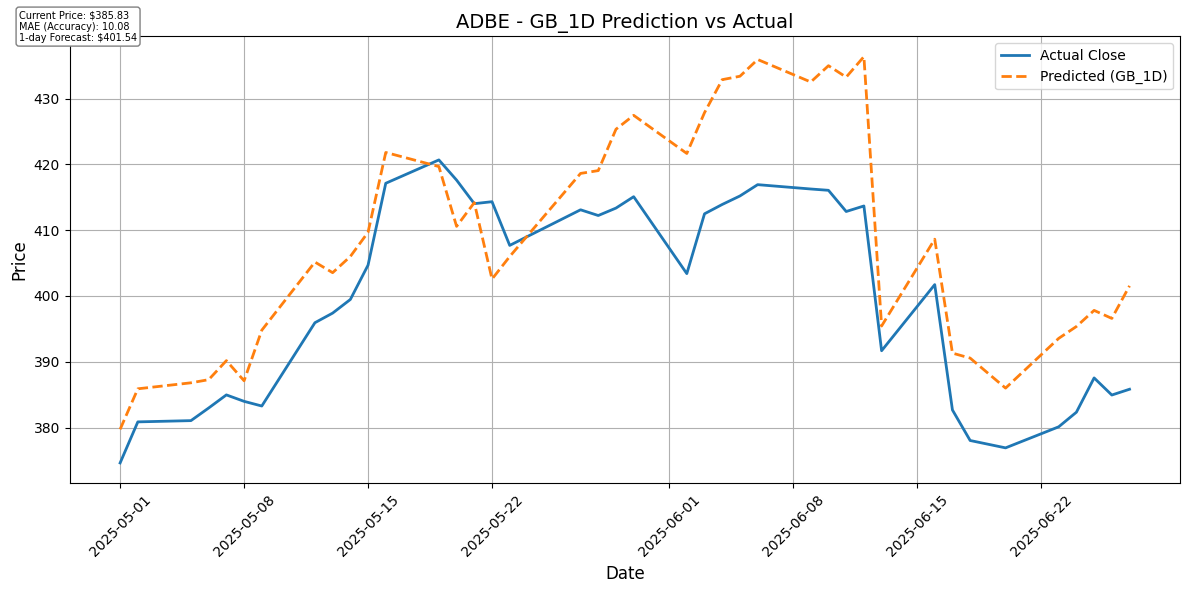 ADBE - GB_1D Prediction vs Actual
Current Price: $385.83
MAE (Accuracy): 10.08
1-day Forecast: $401.54
Actual Close
Predicted (GB_1D)
Price
430
420
410
400
390
380
2025-05-01
2025-05-08
2025-05-15
2025-05-22
2025-06-01
2025-06-08
2025-06-15
2025-06-22
Date